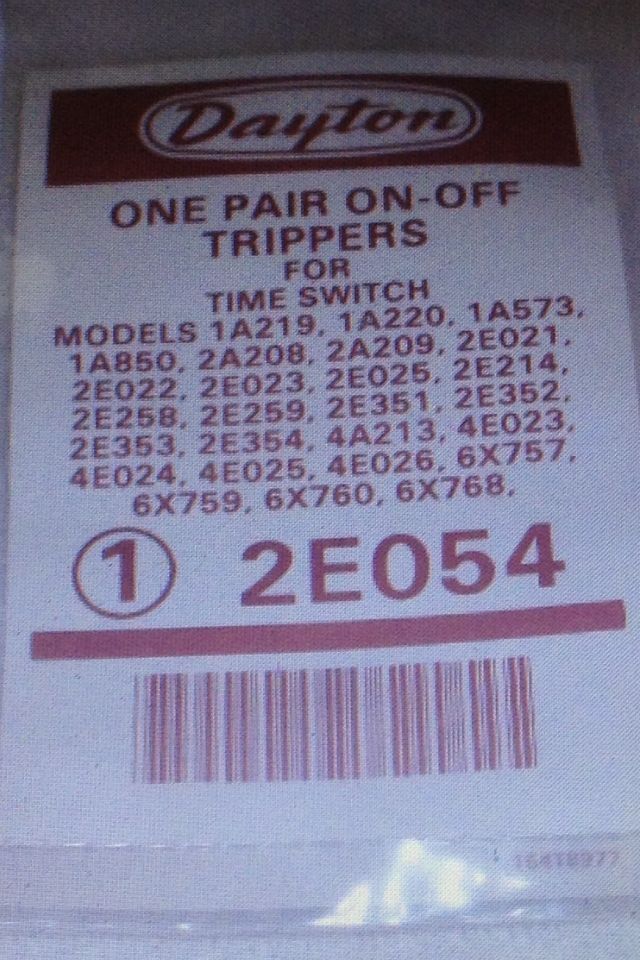 Dayton
ONE PAIR ON-OFF
TRIPPERS
FOR
TIME SWITCH
MODELS 1A219, 1A220, 1A573,
1A850, 2A208, 2A209, 2E021,
2E022, 2E023, 2E025, 2E214,
2E258, 2E259, 2E351, 2E352,
2E353, 2E354, 4A213, 4E023,
4E024, 4E025, 4E026, 6X757,
6X759, 6X760, 6X768,
1 2E054